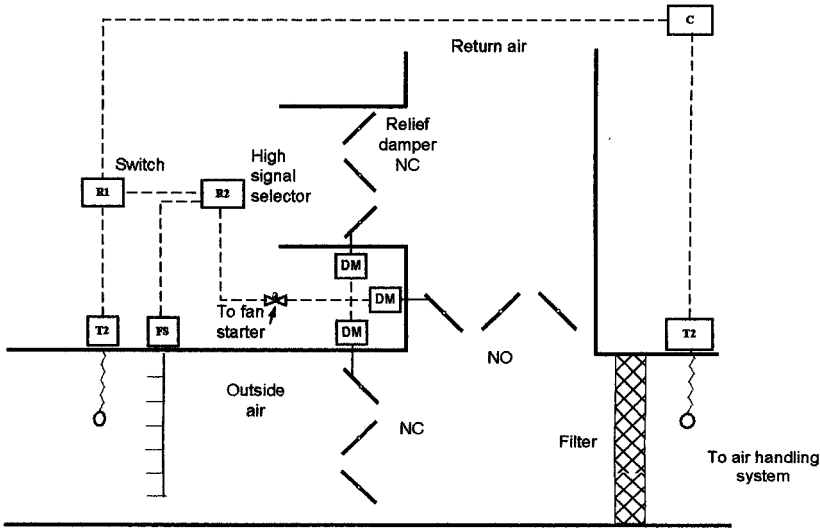 C
Return air
Relief
damper
NC
Switch
High
signal
selector
R1
R2
DM
DM
To fan
starter
DM
T2
FS
T2
NO
Outside
air
NC
Filter
To air handling
system